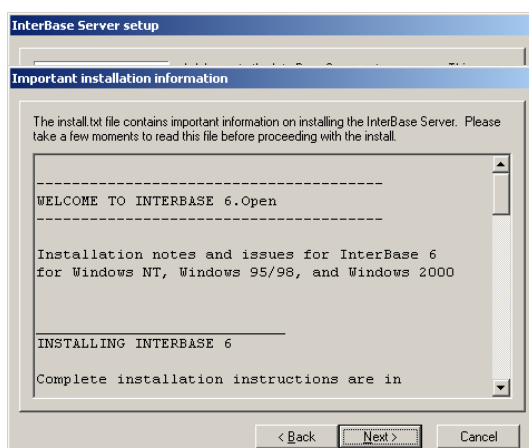 InterBase Server setup
Important installation information
The install.txt file contains important information on installing the InterBase Server. Please
take a few moments to read this file before proceeding with the install.
----------------------------------------
WELCOME TO INTERBASE 6.Open
----------------------------------------
Installation notes and issues for InterBase 6
for Windows NT, Windows 95/98, and Windows 2000
_____________________________
INSTALLING INTERBASE 6
Complete installation instructions are in
< Back Next > Cancel